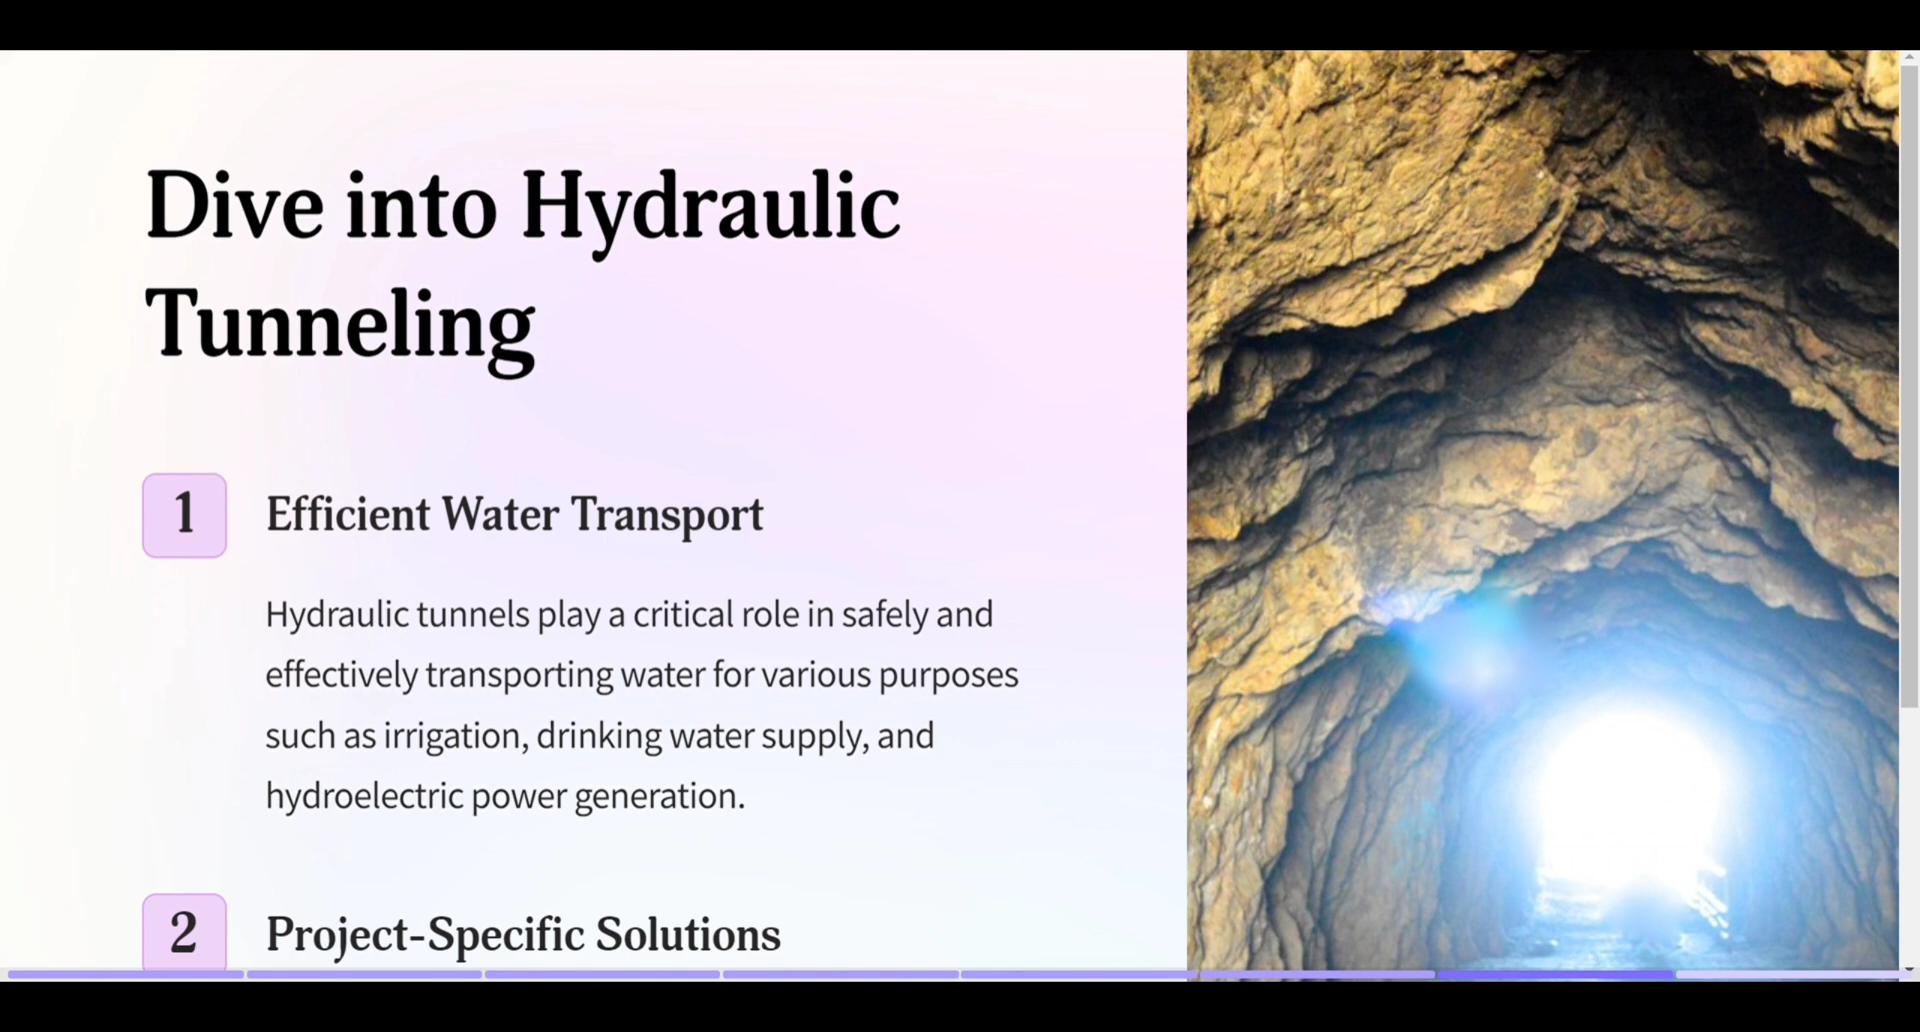 Dive into Hydraulic
Tunneling
1
Efficient Water Transport
Hydraulic tunnels play a critical role in safely and
effectively transporting water for various purposes
such as irrigation, drinking water supply, and
hydroelectric power generation.
2
Project-Specific Solutions